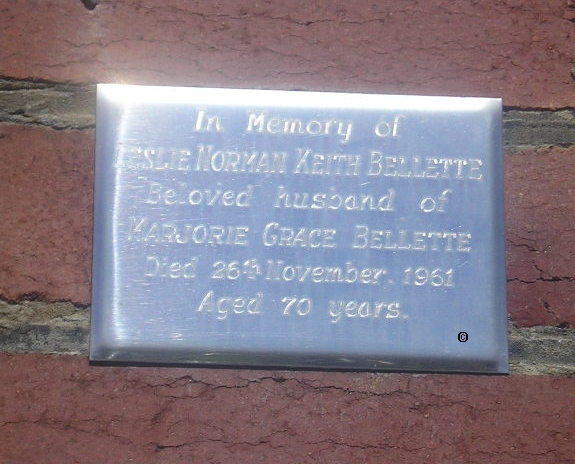 In Memory of
LESLIE NORMAN KEITH BELLETTE
Beloved husband of
MARJORIE GRACE BELLETTE
Died 26th November, 1961
Aged 70 years.
©